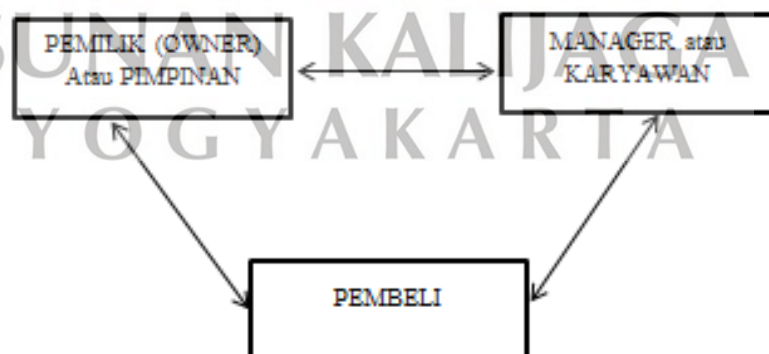 SUNAN KALIJAGA
YOGYAKARTA
PEMILIK (OWNER)
Atau PIMPINAN
MANAGER atau
KARYAWAN
PEMBELI